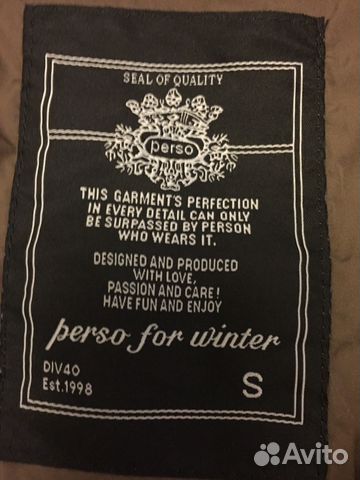 SEAL OF QUALITY
perso
THIS GARMENT'S PERFECTION
IN EVERY DETAIL CAN ONLY
BE SURPASSED BY PERSON
WHO WEARS IT.
DESIGNED AND PRODUCED
WITH LOVE,
PASSION AND CARE!
HAVE FUN AND ENJOY
perso for winter
DIV40
Est.1998
S
Avito